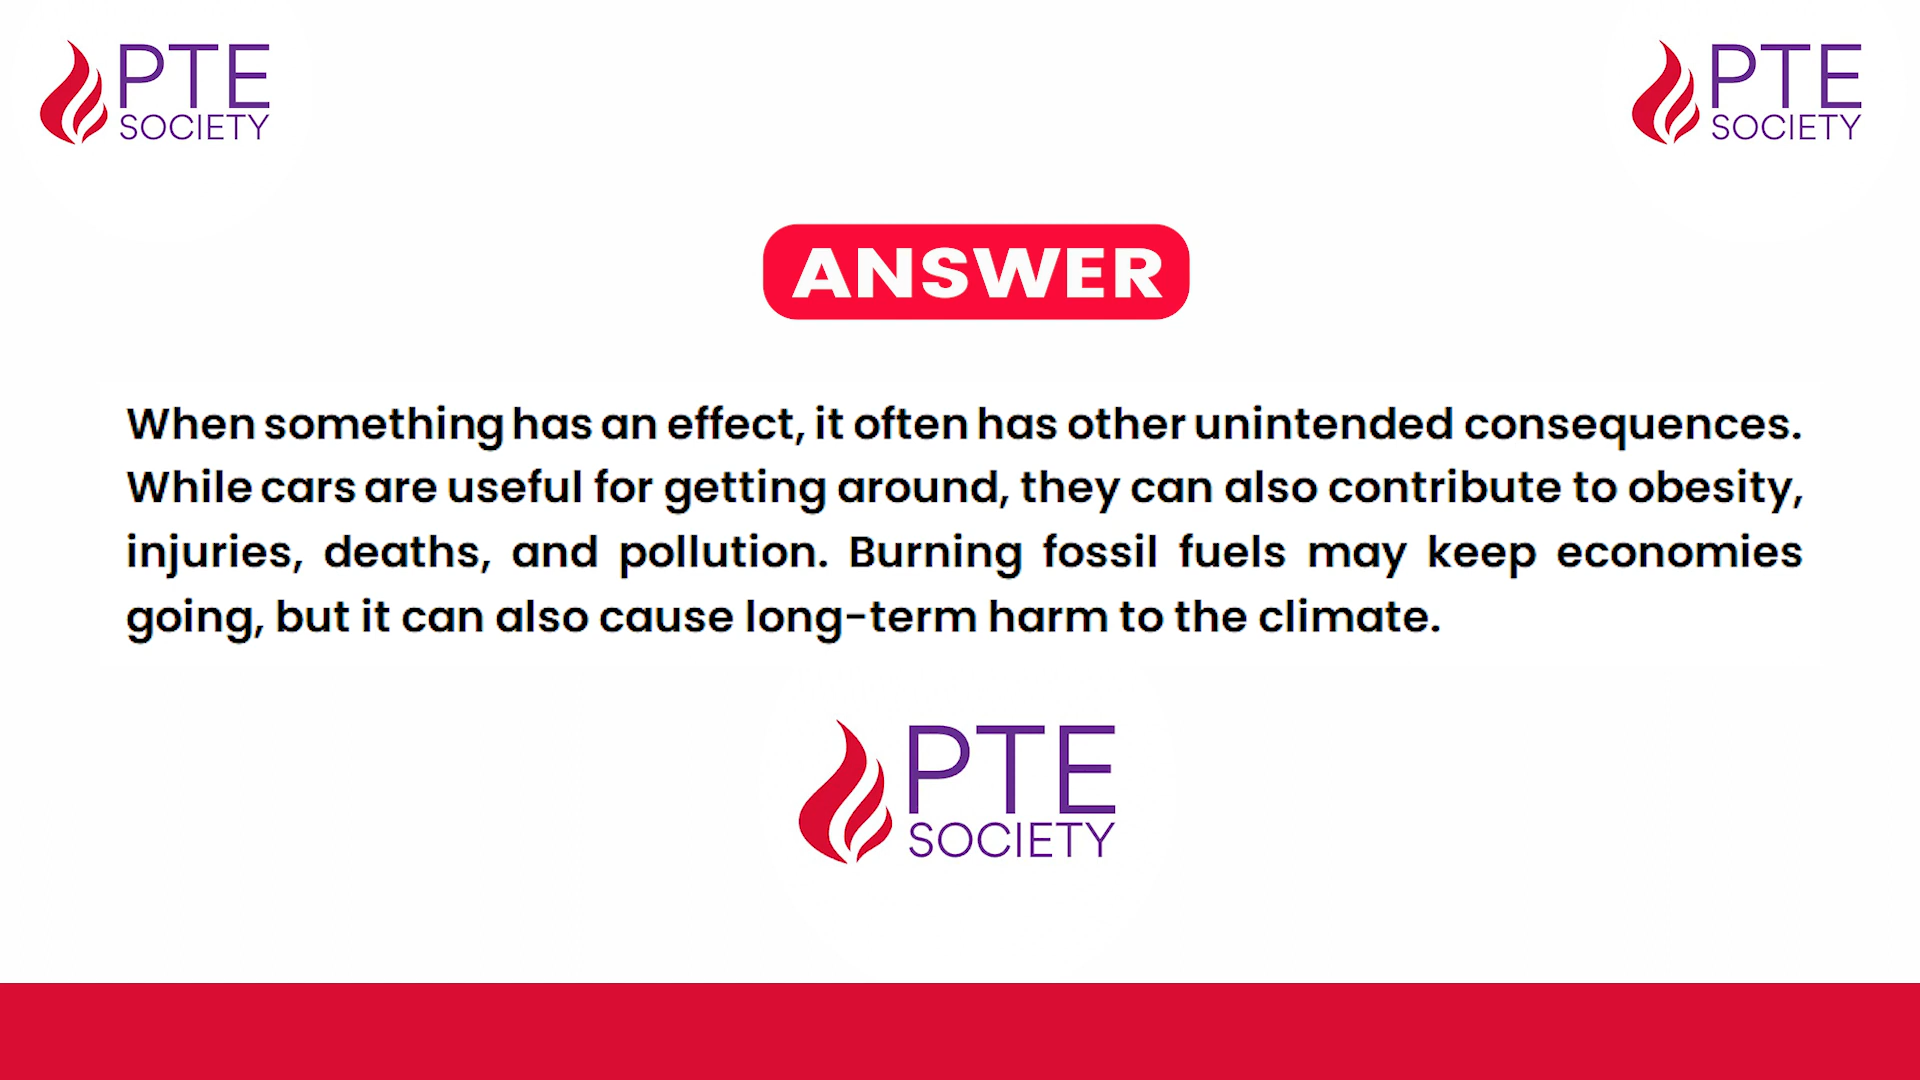 PTE
SOCIETY
PTE
SOCIETY
ANSWER
When something has an effect, it often has other unintended consequences.
While cars are useful for getting around, they can also contribute to obesity,
injuries, deaths, and pollution. Burning fossil fuels may keep economies
going, but it can also cause long-term harm to the climate.
PTE
SOCIETY